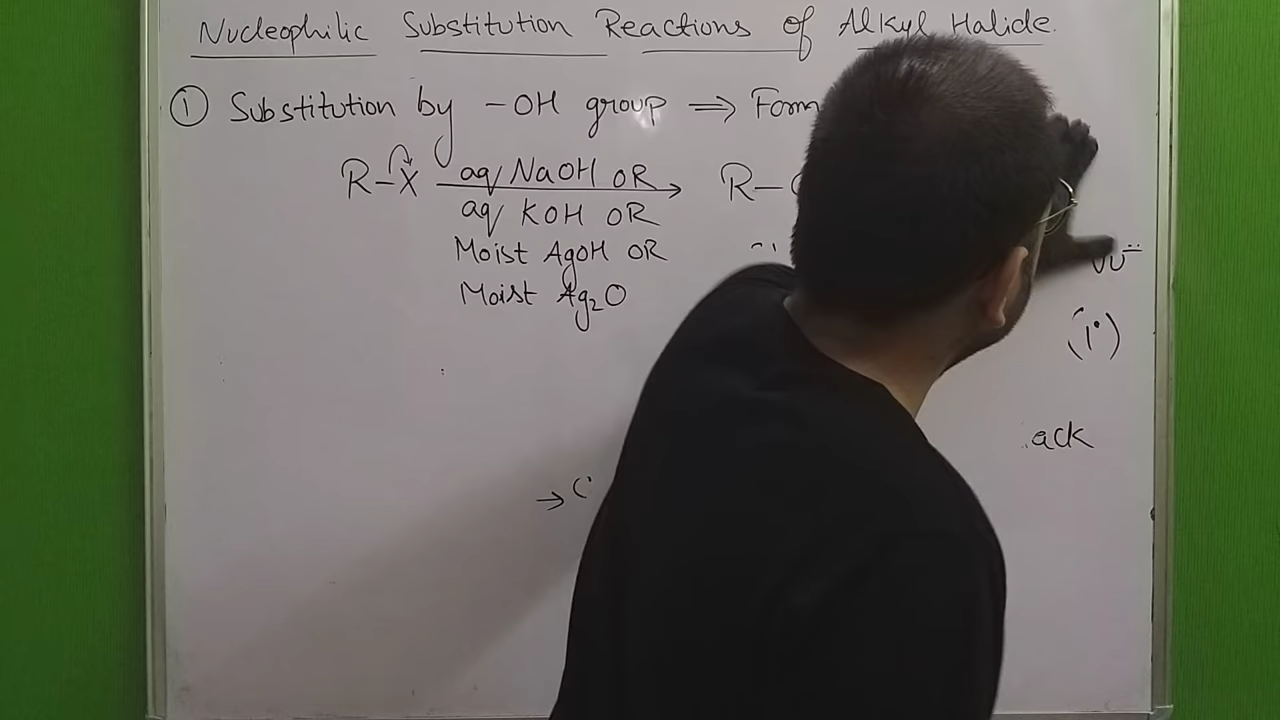 Nucleophilic Substitution Reactions of Alkyl Halide.
① Substitution by -OH group ⇒ Form
R-X aq NaOH OR → R-
aq KOH OR
Moist AgOH OR
Moist Ag₂O
(1°)
ack
→